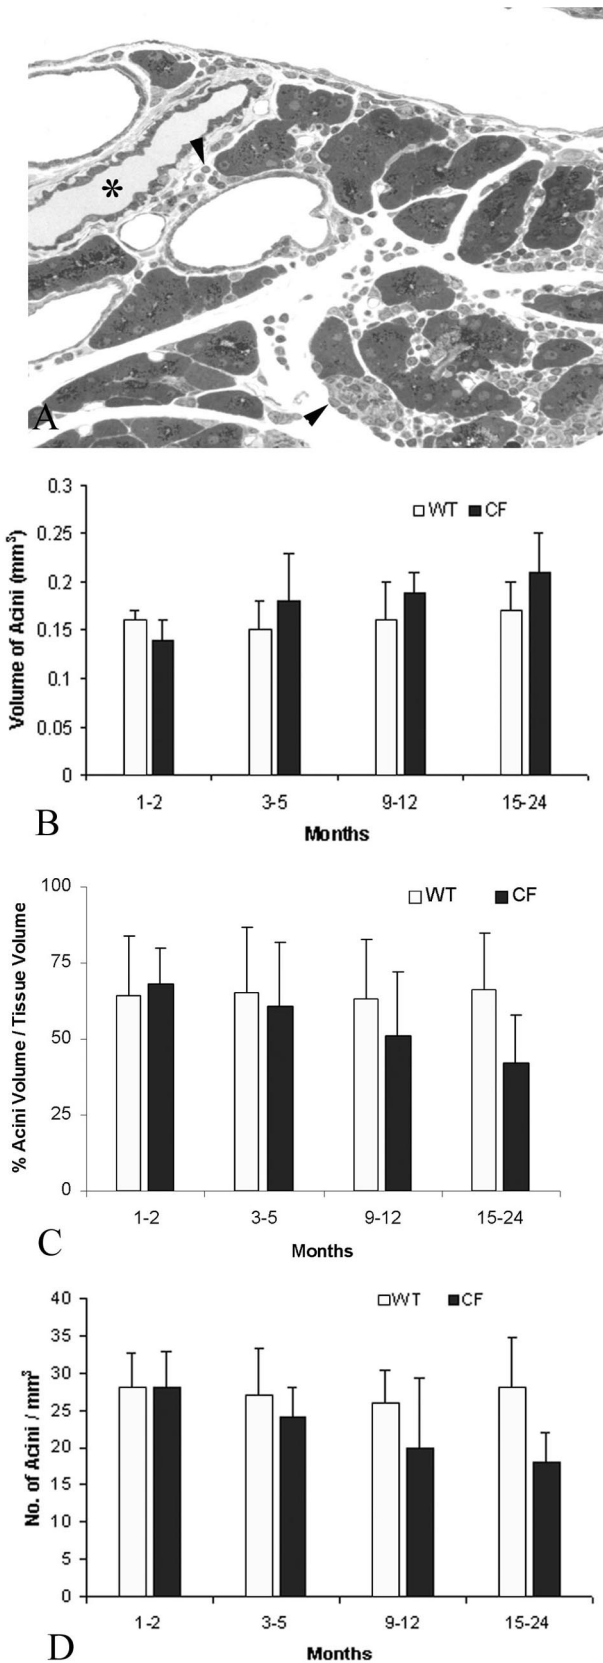 *
A
0.3
WT CF
0.25
0.2
0.15
0.1
0.05
0
Volume of Acini (mm³)
1-2 3-5 9-12 15-24
Months
B
100
WT CF
75
50
25
0
% Acini Volume / Tissue Volume
1-2 3-5 9-12 15-24
Months
C
40
WT CF
35
30
25
20
15
10
5
0
No. of Acini / mm³
1-2 3-5 9-12 15-24
Months
D